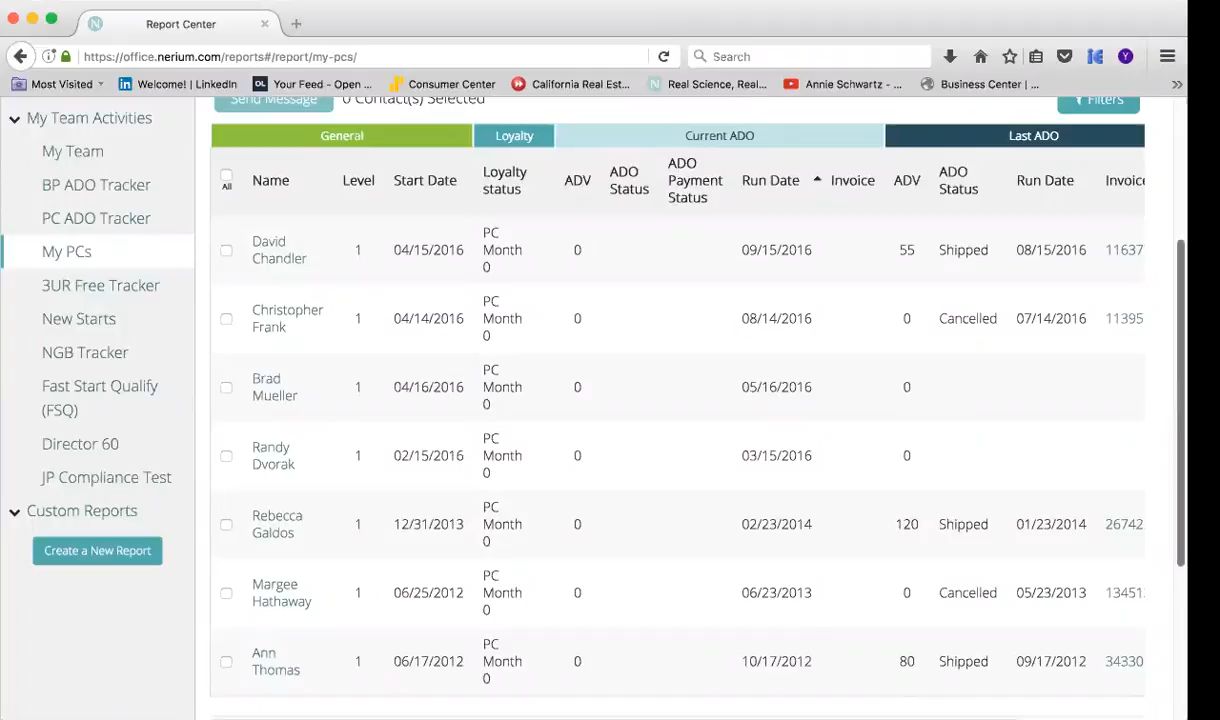 Report Center
https://office.nerium.com/reports#/report/my-pcs/
Search
Most Visited
Welcome! | LinkedIn
OL
Your Feed - Open ...
Consumer Center
California Real Est...
Real Science, Real...
Annie Schwartz - ...
Business Center | ...
Send Message
0 Contact(s) Selected
Filters
My Team Activities
My Team
BP ADO Tracker
PC ADO Tracker
My PCs
3UR Free Tracker
New Starts
NGB Tracker
Fast Start Qualify
(FSQ)
Director 60
JP Compliance Test
Custom Reports
Create a New Report
General Loyalty Current ADO Last ADO
All Name Level Start Date Loyalty status ADV ADO Status ADO Payment Status Run Date Invoice ADV ADO Status Run Date Invoice
David Chandler 1 04/15/2016 PC Month 0 0 09/15/2016 55 Shipped 08/15/2016 11637
Christopher Frank 1 04/14/2016 PC Month 0 0 08/14/2016 0 Cancelled 07/14/2016 11395
Brad Mueller 1 04/16/2016 PC Month 0 0 05/16/2016 0
Randy Dvorak 1 02/15/2016 PC Month 0 0 03/15/2016 0
Rebecca Galdos 1 12/31/2013 PC Month 0 0 02/23/2014 120 Shipped 01/23/2014 26742
Margee Hathaway 1 06/25/2012 PC Month 0 0 06/23/2013 0 Cancelled 05/23/2013 13451
Ann Thomas 1 06/17/2012 PC Month 0 0 10/17/2012 80 Shipped 09/17/2012 34330